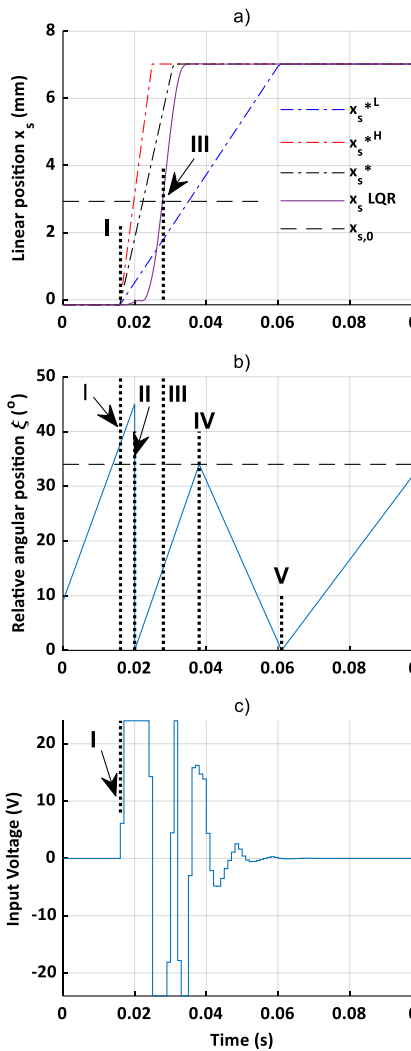 a)
Linear position x_s (mm)
8
6
4
2
0
I
III
x_s*^L
x_s*^H
x_s*
x_s LQR
x_s,0
0
0.02
0.04
0.06
0.08
0.
b)
Relative angular position ξ (°)
50
40
30
20
10
0
I
II
III
IV
V
0
0.02
0.04
0.06
0.08
0.
c)
Input Voltage (V)
20
10
0
-10
-20
I
0
0.02
0.04
0.06
0.08
0.
Time (s)